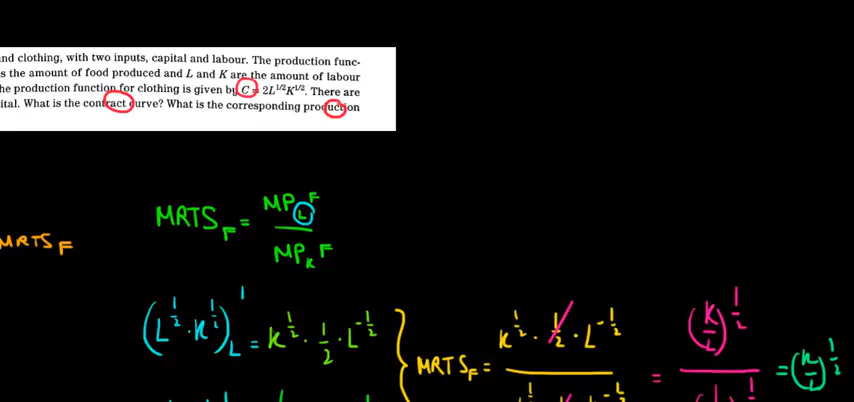 nd clothing, with two inputs, capital and labour. The production func-
s the amount of food produced and L and K are the amount of labour
he production function for clothing is given by C = 2L^{1/2}K^{1/2}. There are
ital. What is the contract curve? What is the corresponding production
MRTS_F = MP_L^F / MP_K F
MRTS_F
(L^{1/2} · K^{1/2})'_L = K^{1/2} · 1/2 · L^{-1/2}
MRTS_F = K^{1/2} · 1/2 · L^{-1/2}
= (K/L)^{1/2}
= (K/L)^{1/2}